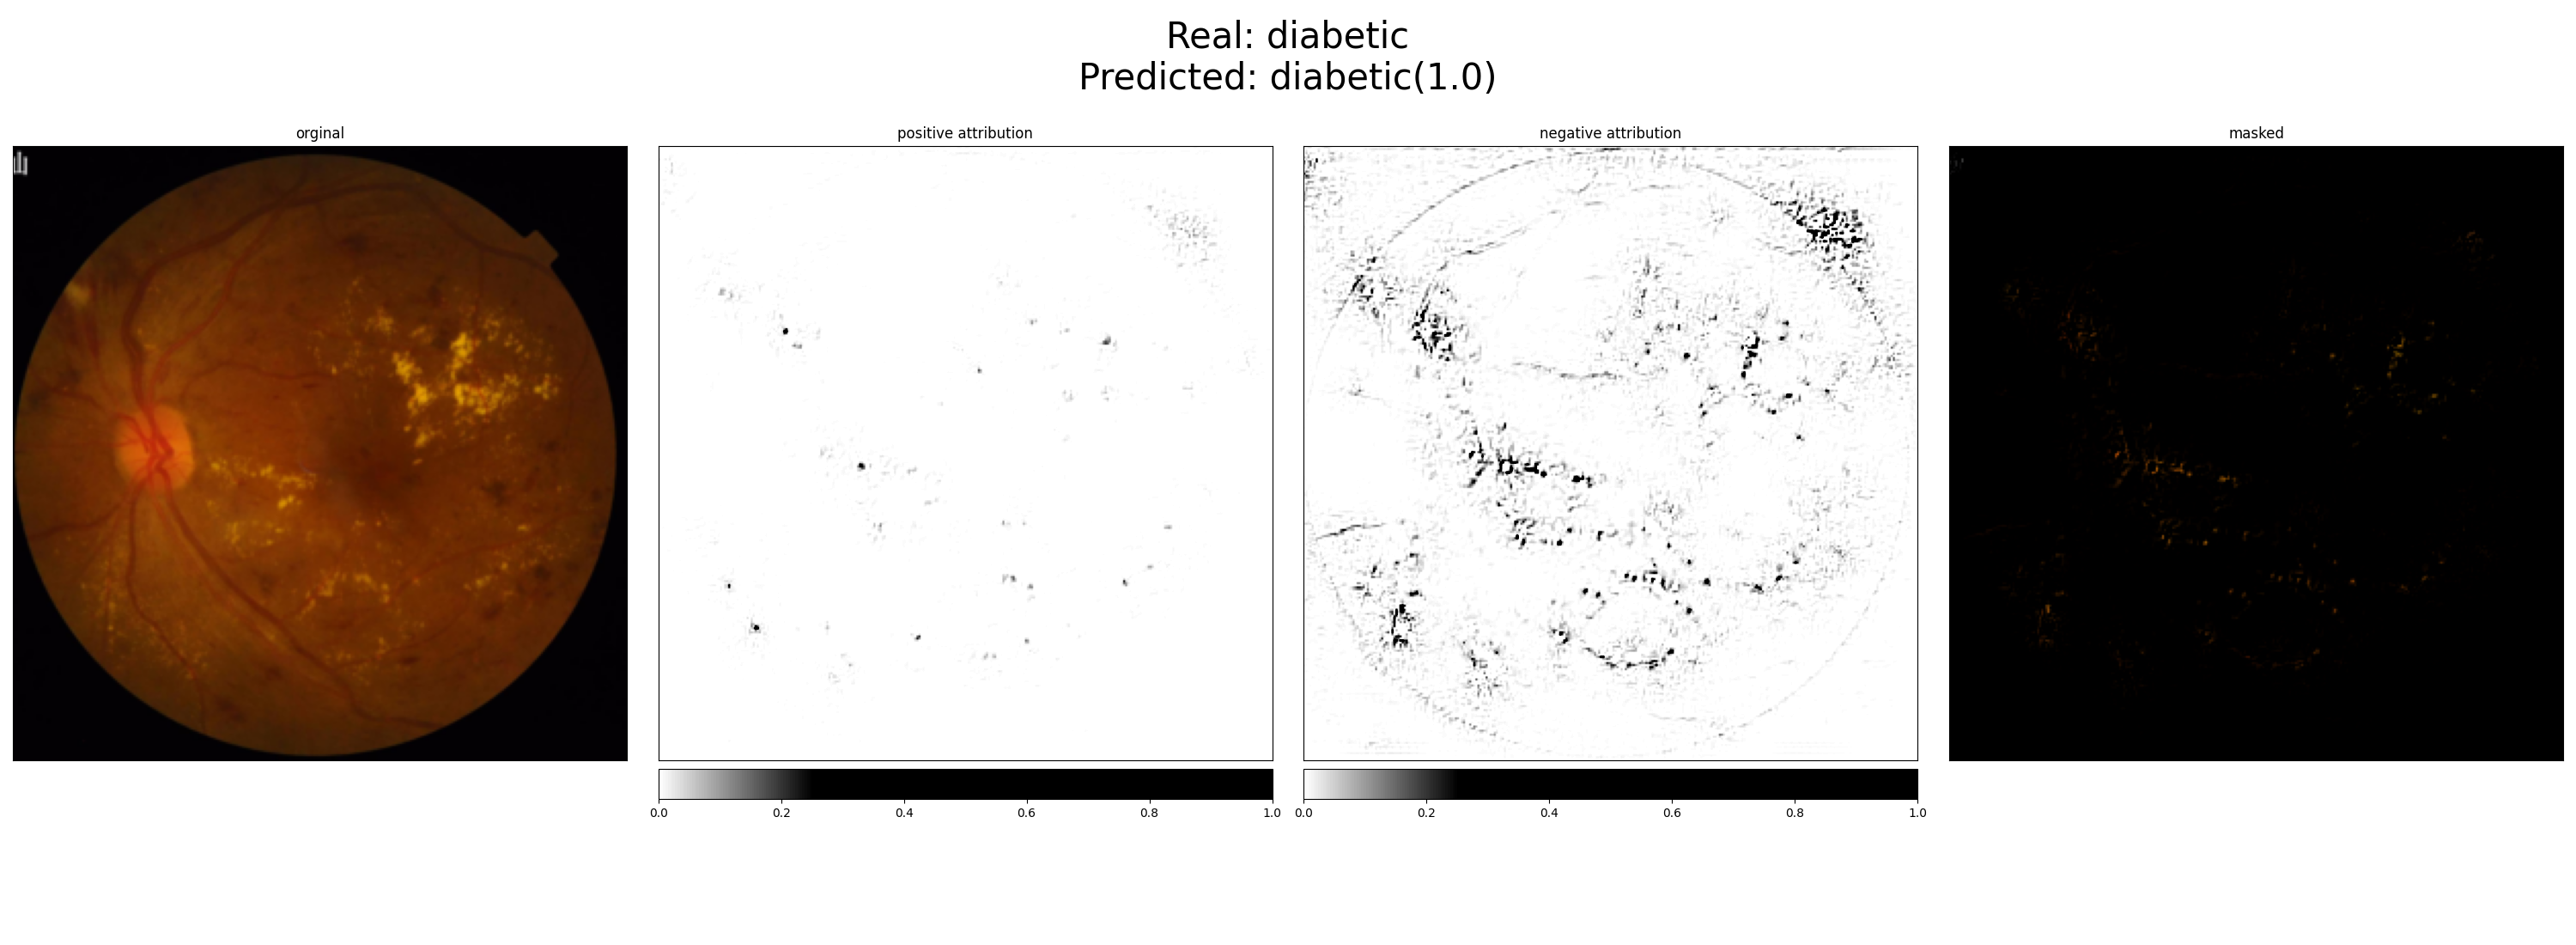 Real: diabetic
Predicted: diabetic(1.0)
orginal
positive attribution
negative attribution
masked
0.0 0.2 0.4 0.6 0.8 1.0
0.0 0.2 0.4 0.6 0.8 1.0